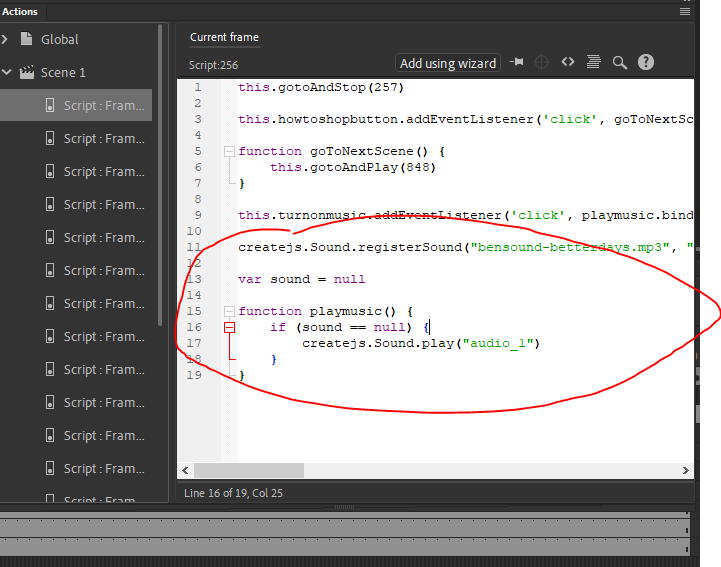 Actions
Current frame
Global
Script:256
Add using wizard
Scene 1
Script : Fram...
Script : Fram...
Script : Fram...
Script : Fram...
Script : Fram...
Script : Fram...
Script : Fram...
Script : Fram...
Script : Fram...
Script : Fram...
Script : Fram...
Script : Fram...
Script : Fram...
1 this.gotoAndStop(257)
2
3 this.howtoshopbutton.addEventListener('click', goToNextSc
4
5 function goToNextScene() {
6 this.gotoAndPlay(848)
7 }
8
9 this.turnonmusic.addEventListener('click', playmusic.bind
10
11 createjs.Sound.registerSound("bensound-betterdays.mp3", "
12
13 var sound = null
14
15 function playmusic() {
16 if (sound == null) {
17 createjs.Sound.play("audio_1")
18 }
19 }
Line 16 of 19, Col 25